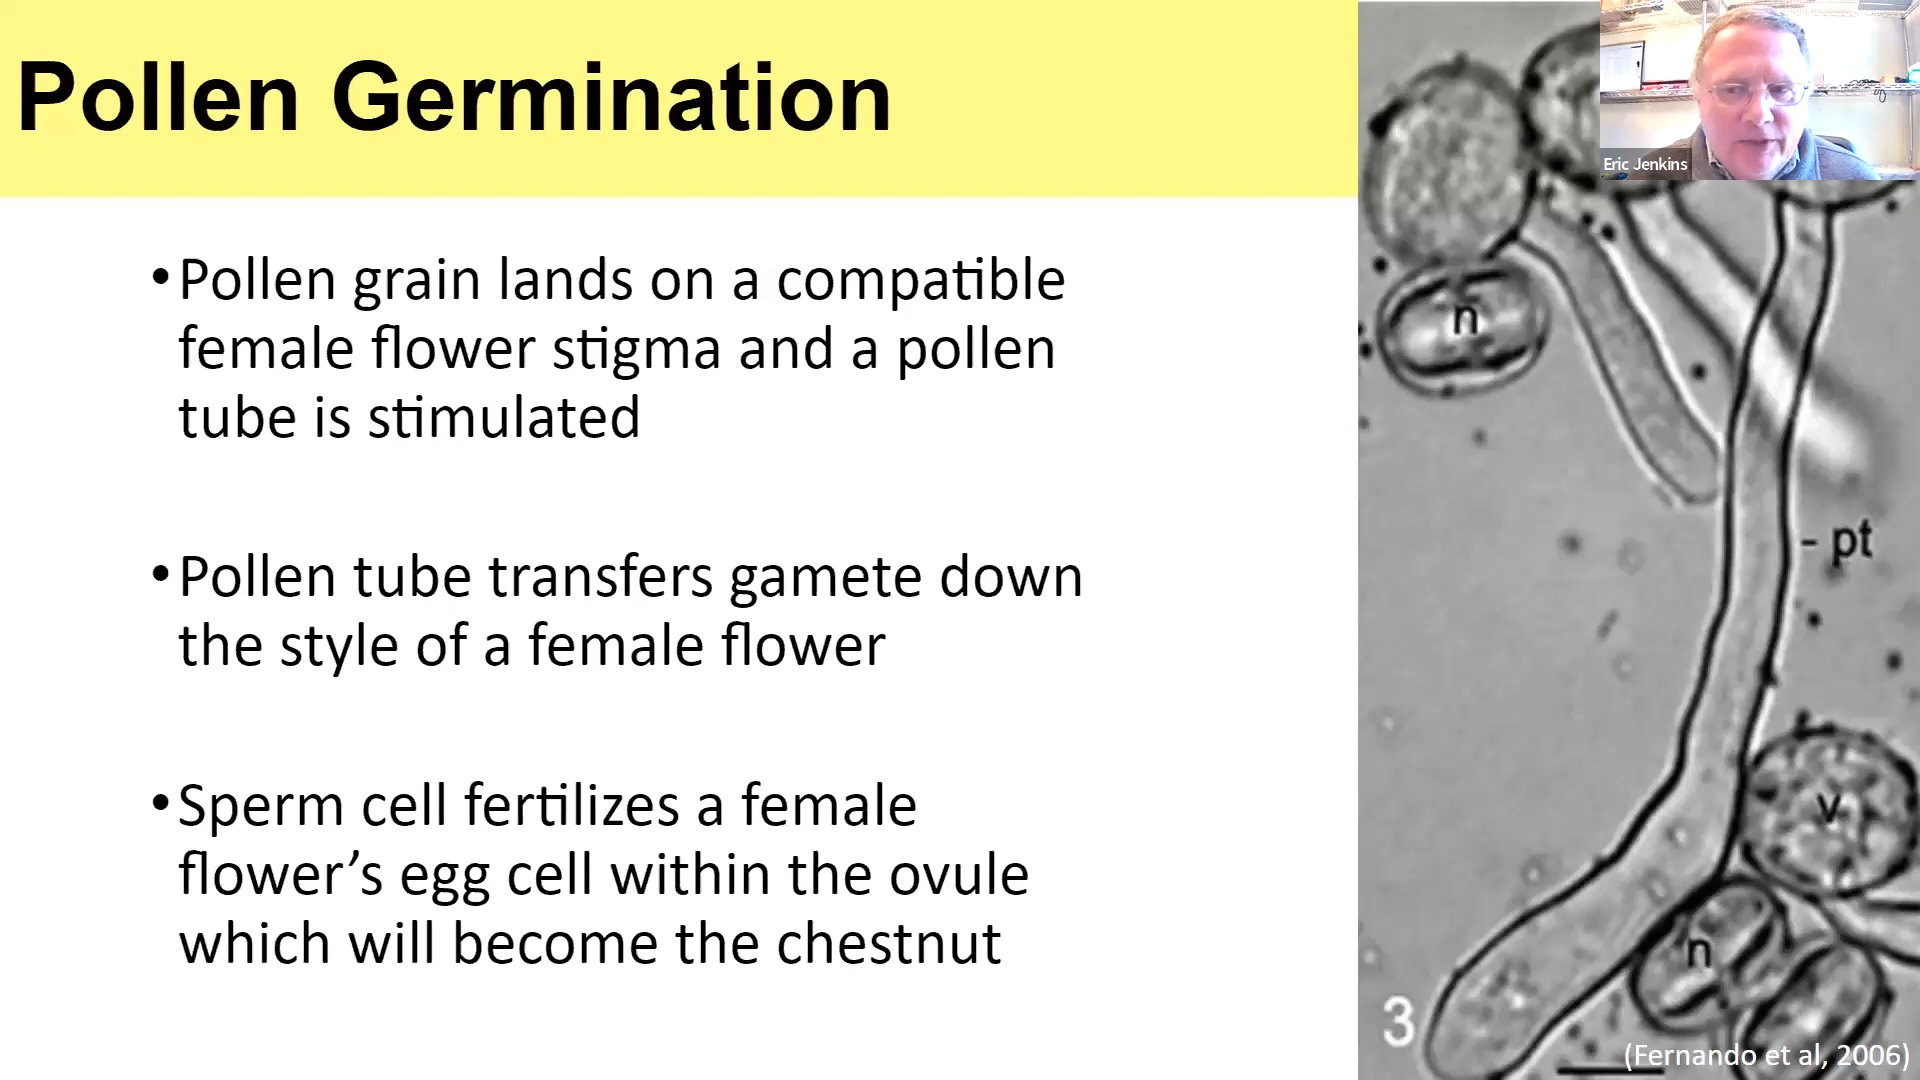 Pollen Germination
Eric Jenkins
•Pollen grain lands on a compatible
female flower stigma and a pollen
tube is stimulated
•Pollen tube transfers gamete down
the style of a female flower
•Sperm cell fertilizes a female
flower’s egg cell within the ovule
which will become the chestnut
n
- pt
v
n
3
(Fernando et al, 2006)